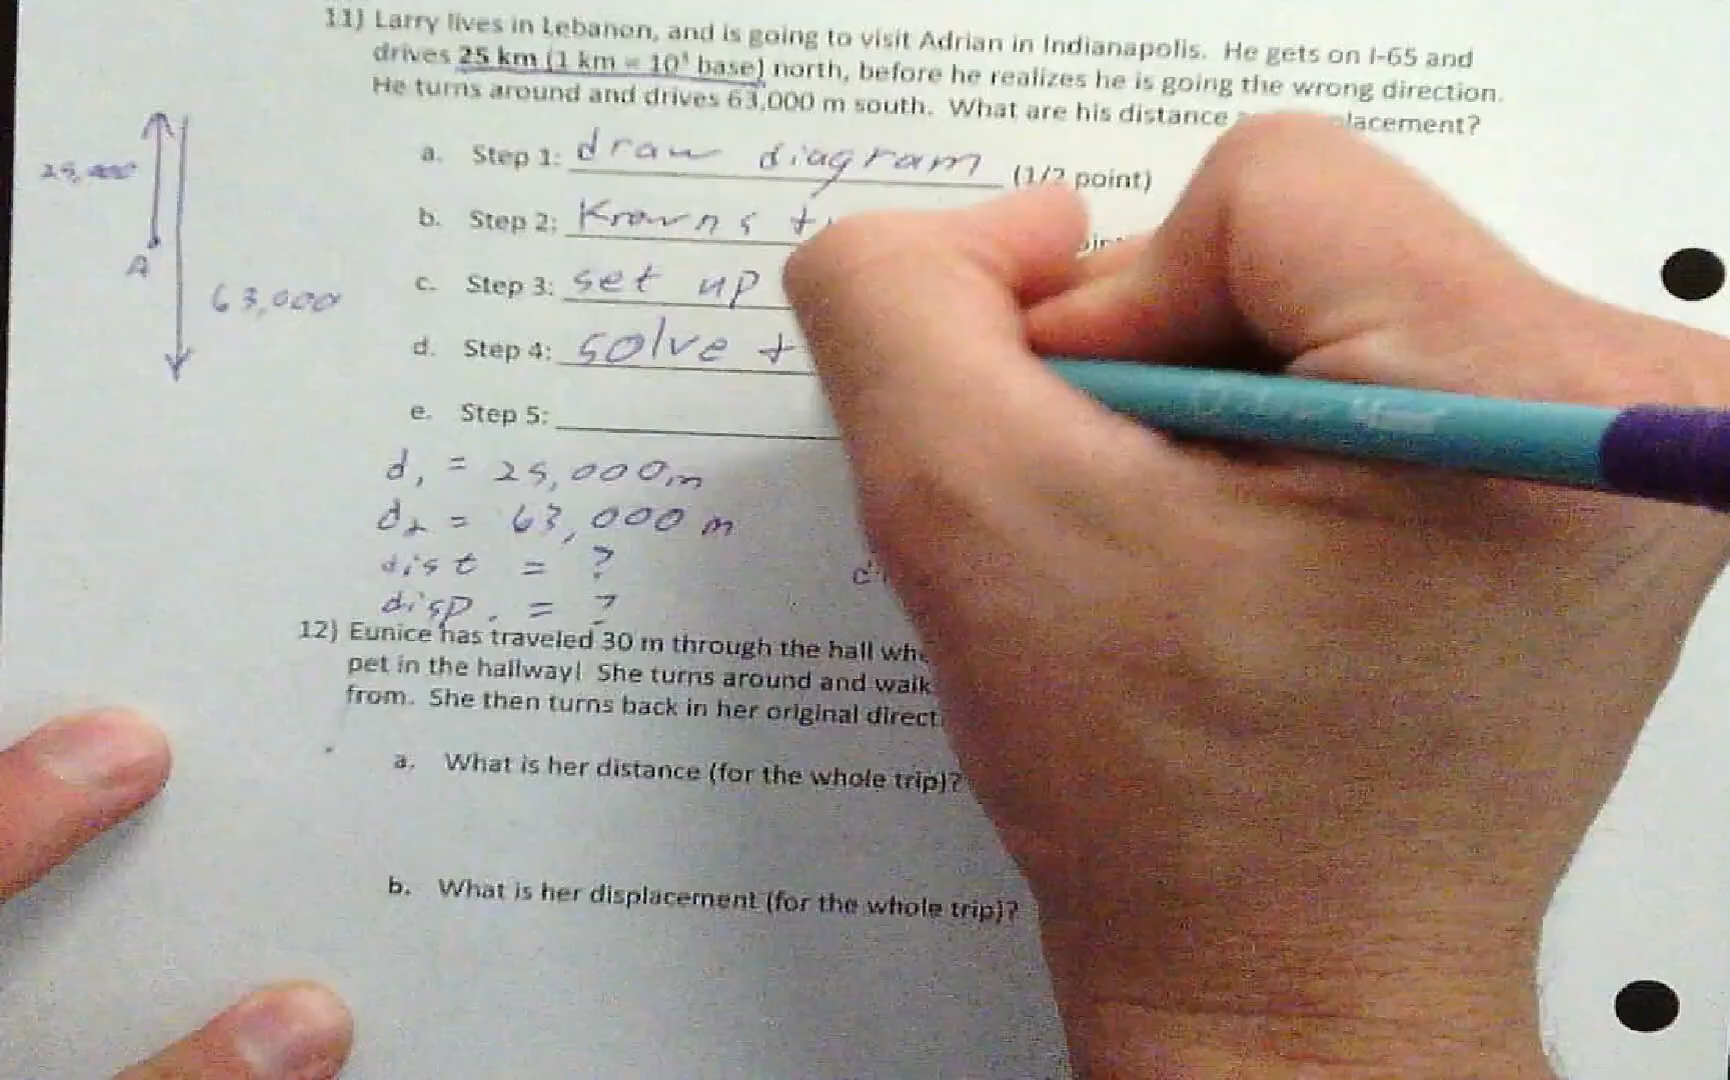 11) Larry lives in Lebanon, and is going to visit Adrian in Indianapolis. He gets on I-65 and
drives 25 km (1 km = 10³ base) north, before he realizes he is going the wrong direction.
He turns around and drives 63,000 m south. What are his distance lacement?
a. Step 1: draw diagram (1/2 point)
b. Step 2: Knowns +
c. Step 3: set up
d. Step 4: solve +
e. Step 5:
25,000
A
63,000
d₁ = 25,000m
d₂ = 63,000 m
dist = ?
disp. = ?
12) Eunice has traveled 30 m through the hall wh
pet in the hallway! She turns around and walk
from. She then turns back in her original direct
a. What is her distance (for the whole trip)?
b. What is her displacement (for the whole trip)?